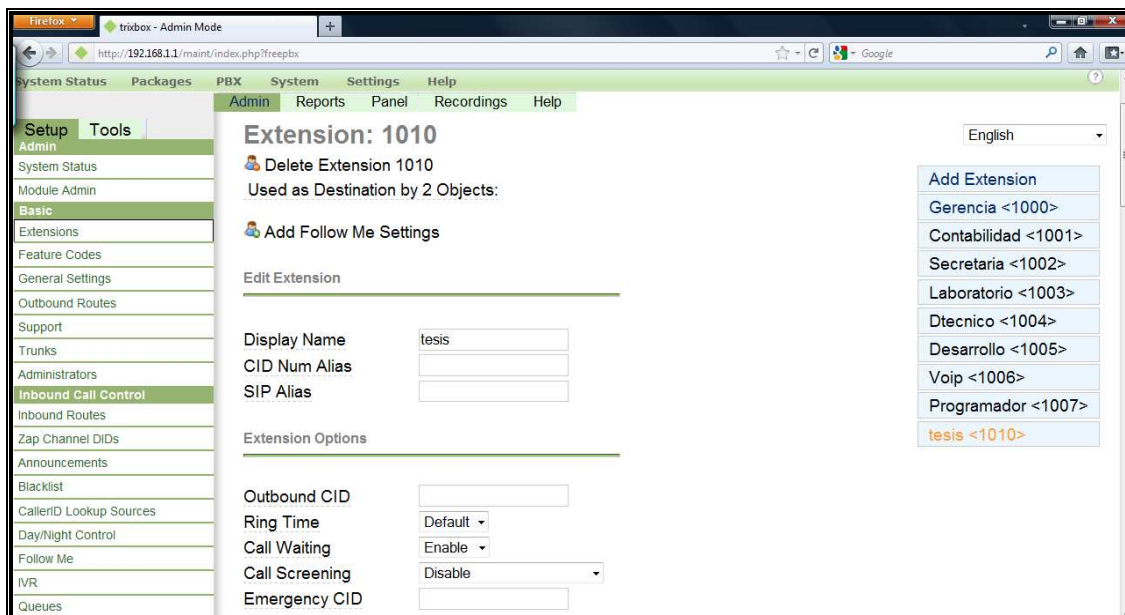 Firefox
trixbox - Admin Mode
+
http://192.168.1.1/maint/index.php?freepbx
Google
System Status Packages PBX System Settings Help
Admin Reports Panel Recordings Help
Setup Tools
Admin
System Status
Module Admin
Basic
Extensions
Feature Codes
General Settings
Outbound Routes
Support
Trunks
Administrators
Inbound Call Control
Inbound Routes
Zap Channel DIDs
Announcements
Blacklist
CallerID Lookup Sources
Day/Night Control
Follow Me
IVR
Queues
Extension: 1010
Delete Extension 1010
Used as Destination by 2 Objects:
Add Follow Me Settings
Edit Extension
Display Name tesis
CID Num Alias
SIP Alias
Extension Options
Outbound CID
Ring Time Default
Call Waiting Enable
Call Screening Disable
Emergency CID
English
Add Extension
Gerencia <1000>
Contabilidad <1001>
Secretaria <1002>
Laboratorio <1003>
Dtecnico <1004>
Desarrollo <1005>
Voip <1006>
Programador <1007>
tesis <1010>